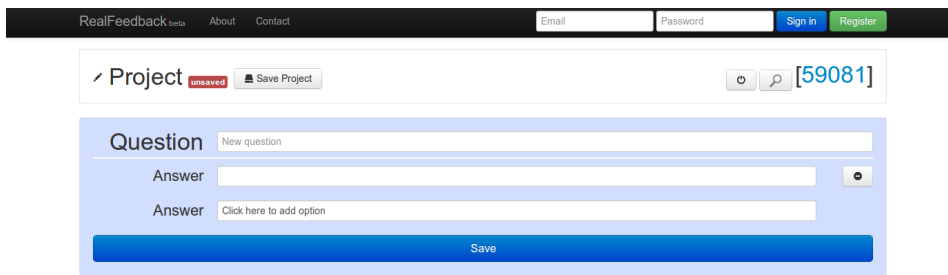 RealFeedback beta About Contact Email Password Sign in Register
Project unsaved Save Project [59081]
Question New question
Answer
Answer Click here to add option
Save